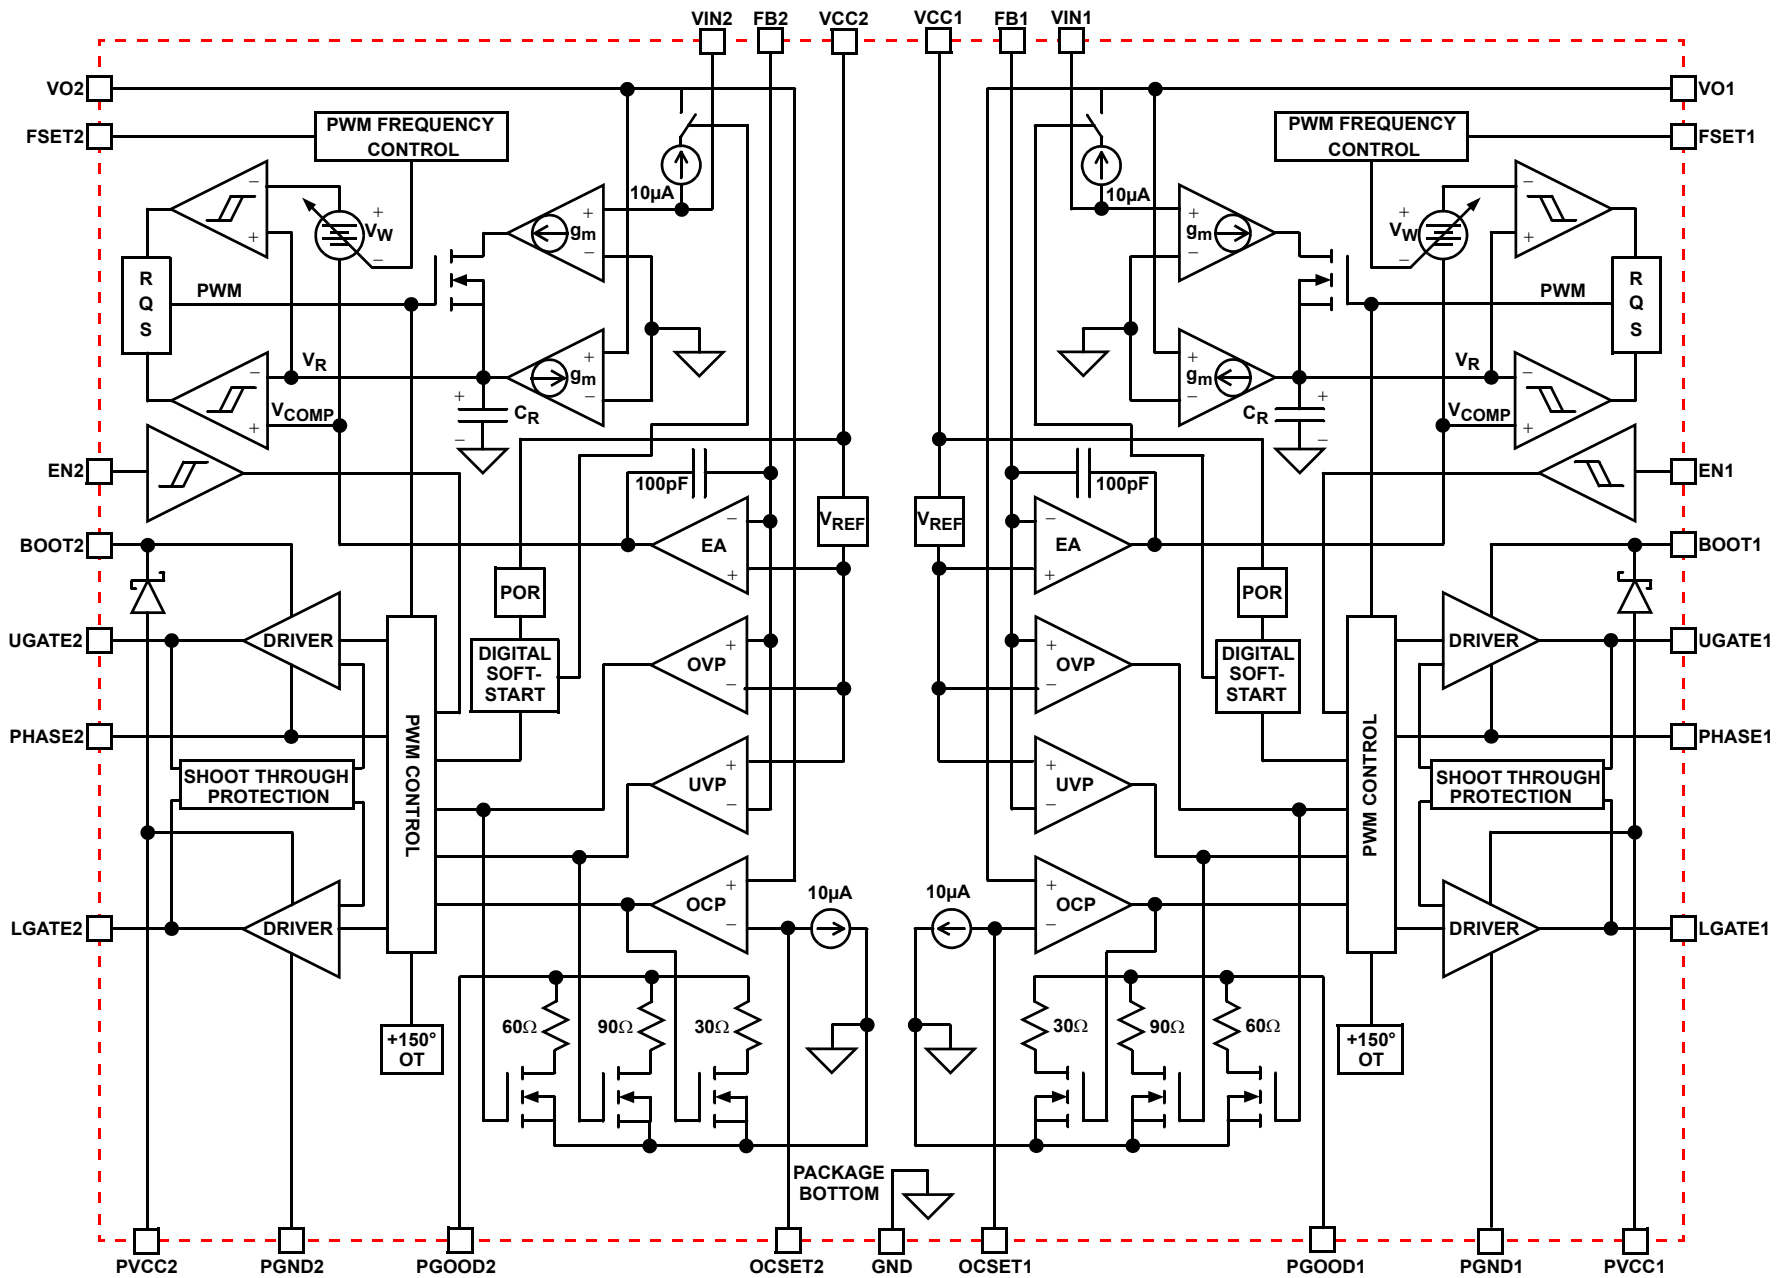 VIN2 FB2 VCC2 VCC1 FB1 VIN1
VO2
VO1
FSET2
PWM FREQUENCY
CONTROL
PWM FREQUENCY
CONTROL
FSET1
10µA
10µA
−
+
VW
+
−
+
gm
−
+
gm
−
+
VW
−
−
+
R
Q
S
PWM
PWM
R
Q
S
VR
−
+
VCOMP
+
gm
−
+
CR
−
+
gm
−
+
CR
−
VR
−
VCOMP
+
EN2
EN1
100pF
100pF
VREF
VREF
BOOT2
BOOT1
−
EA
+
−
EA
+
POR
POR
UGATE2
DRIVER
DIGITAL
SOFT-
START
+
OVP
−
+
OVP
−
DIGITAL
SOFT-
START
DRIVER
UGATE1
PHASE2
PHASE1
PWM CONTROL
PWM CONTROL
SHOOT THROUGH
PROTECTION
+
UVP
−
+
UVP
−
SHOOT THROUGH
PROTECTION
LGATE2
DRIVER
+
OCP
−
10µA
10µA
+
OCP
−
DRIVER
LGATE1
+150°
OT
60Ω
90Ω
30Ω
30Ω
90Ω
60Ω
+150°
OT
PACKAGE
BOTTOM
PVCC2 PGND2 PGOOD2 OCSET2 GND OCSET1 PGOOD1 PGND1 PVCC1